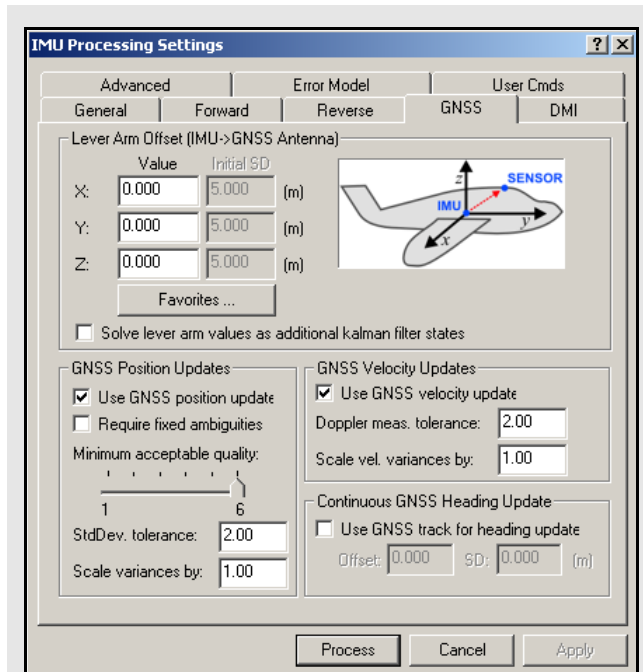 IMU Processing Settings
? X
Advanced Error Model User Cmds
General Forward Reverse GNSS DMI
Lever Arm Offset (IMU->GNSS Antenna)
Value Initial SD
X: 0.000 5.000 (m)
Y: 0.000 5.000 (m)
Z: 0.000 5.000 (m)
z SENSOR
IMU
y
x
Favorites ...
Solve lever arm values as additional kalman filter states
GNSS Position Updates
Use GNSS position update
Require fixed ambiguities
Minimum acceptable quality:
1 6
StdDev. tolerance: 2.00
Scale variances by: 1.00
GNSS Velocity Updates
Use GNSS velocity update
Doppler meas. tolerance: 2.00
Scale vel. variances by: 1.00
Continuous GNSS Heading Update
Use GNSS track for heading update
Offset: 0.000 SD: 0.000 (m)
Process Cancel Apply